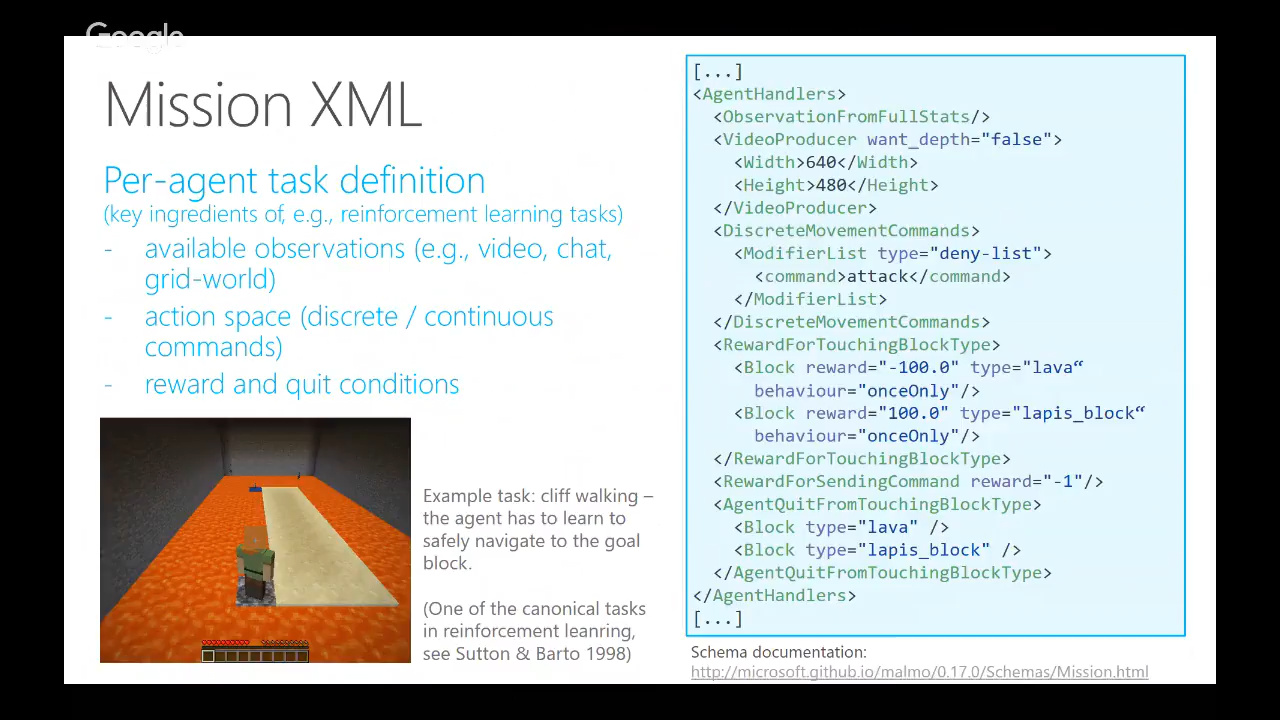 Google
Mission XML
Per-agent task definition
(key ingredients of, e.g., reinforcement learning tasks)
- available observations (e.g., video, chat,
grid-world)
- action space (discrete / continuous
commands)
- reward and quit conditions
Example task: cliff walking –
the agent has to learn to
safely navigate to the goal
block.
(One of the canonical tasks
in reinforcement leanring,
see Sutton & Barto 1998)
[...]
<AgentHandlers>
<ObservationFromFullStats/>
<VideoProducer want_depth="false">
<Width>640</Width>
<Height>480</Height>
</VideoProducer>
<DiscreteMovementCommands>
<ModifierList type="deny-list">
<command>attack</command>
</ModifierList>
</DiscreteMovementCommands>
<RewardForTouchingBlockType>
<Block reward="-100.0" type="lava“
behaviour="onceOnly"/>
<Block reward="100.0" type="lapis_block“
behaviour="onceOnly"/>
</RewardForTouchingBlockType>
<RewardForSendingCommand reward="-1"/>
<AgentQuitFromTouchingBlockType>
<Block type="lava" />
<Block type="lapis_block" />
</AgentQuitFromTouchingBlockType>
</AgentHandlers>
[...]
Schema documentation:
http://microsoft.github.io/malmo/0.17.0/Schemas/Mission.html